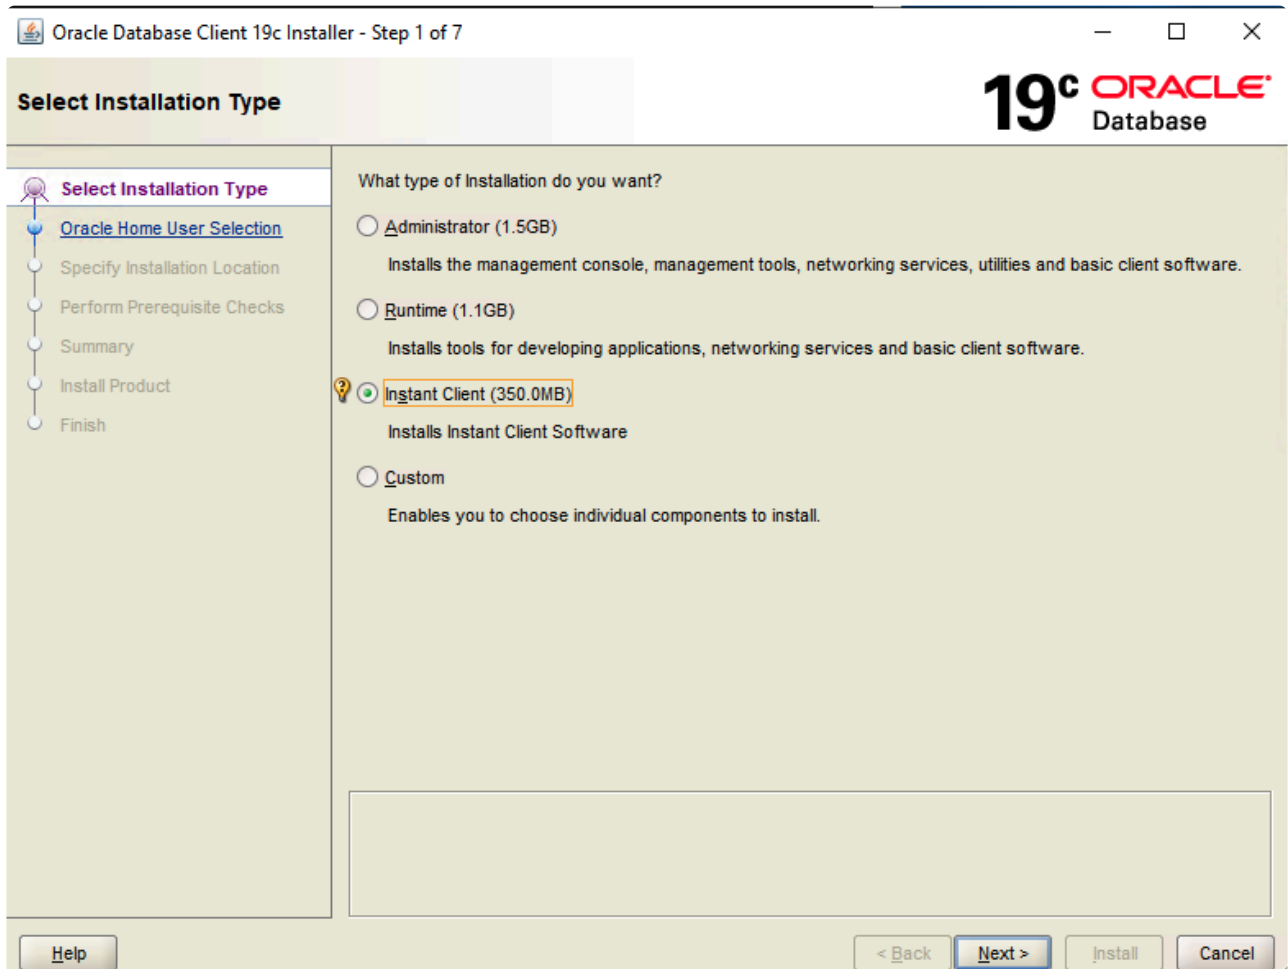 Oracle Database Client 19c Installer - Step 1 of 7
Select Installation Type
19c ORACLE
Database
Select Installation Type
Oracle Home User Selection
Specify Installation Location
Perform Prerequisite Checks
Summary
Install Product
Finish
What type of Installation do you want?
Administrator (1.5GB)
Installs the management console, management tools, networking services, utilities and basic client software.
Runtime (1.1GB)
Installs tools for developing applications, networking services and basic client software.
Instant Client (350.0MB)
Installs Instant Client Software
Custom
Enables you to choose individual components to install.
Help
< Back
Next >
Install
Cancel